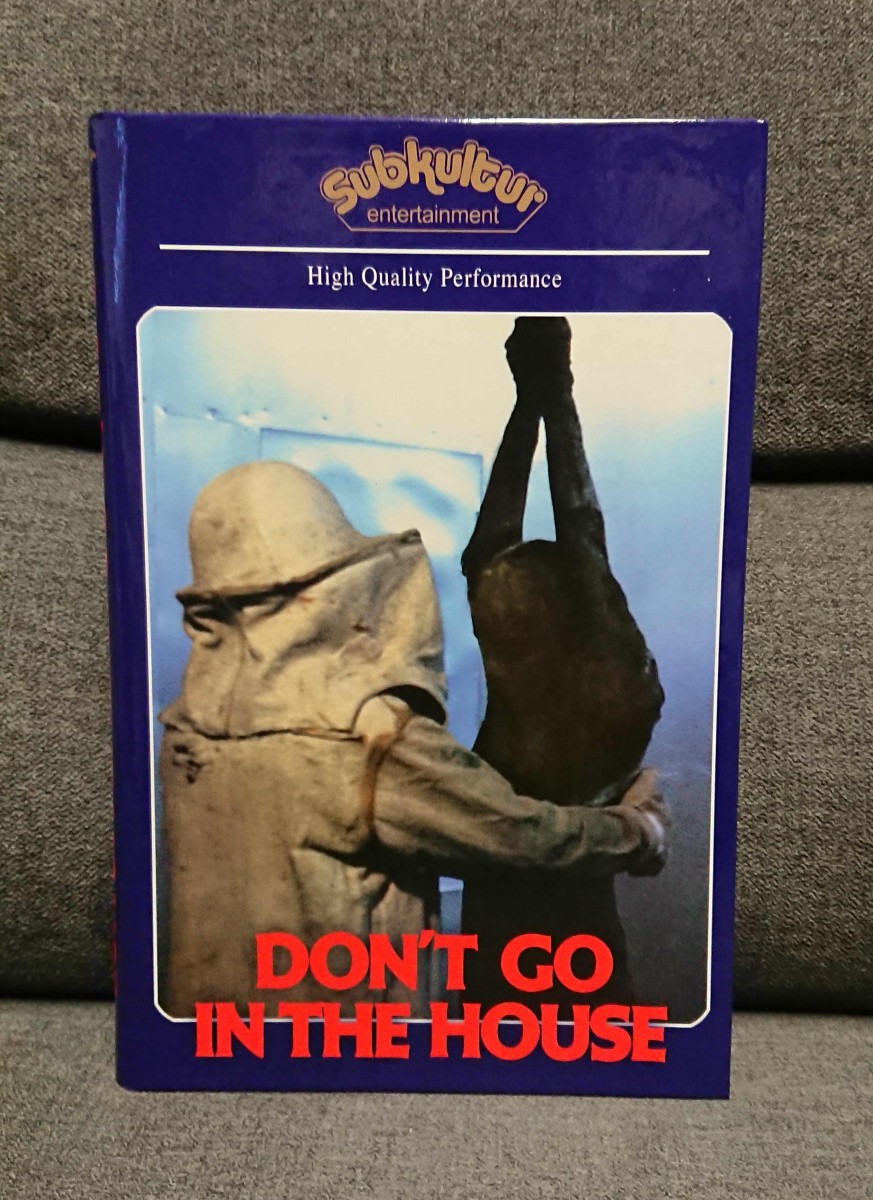 Subkultur
entertainment
High Quality Performance
DON'T GO
IN THE HOUSE